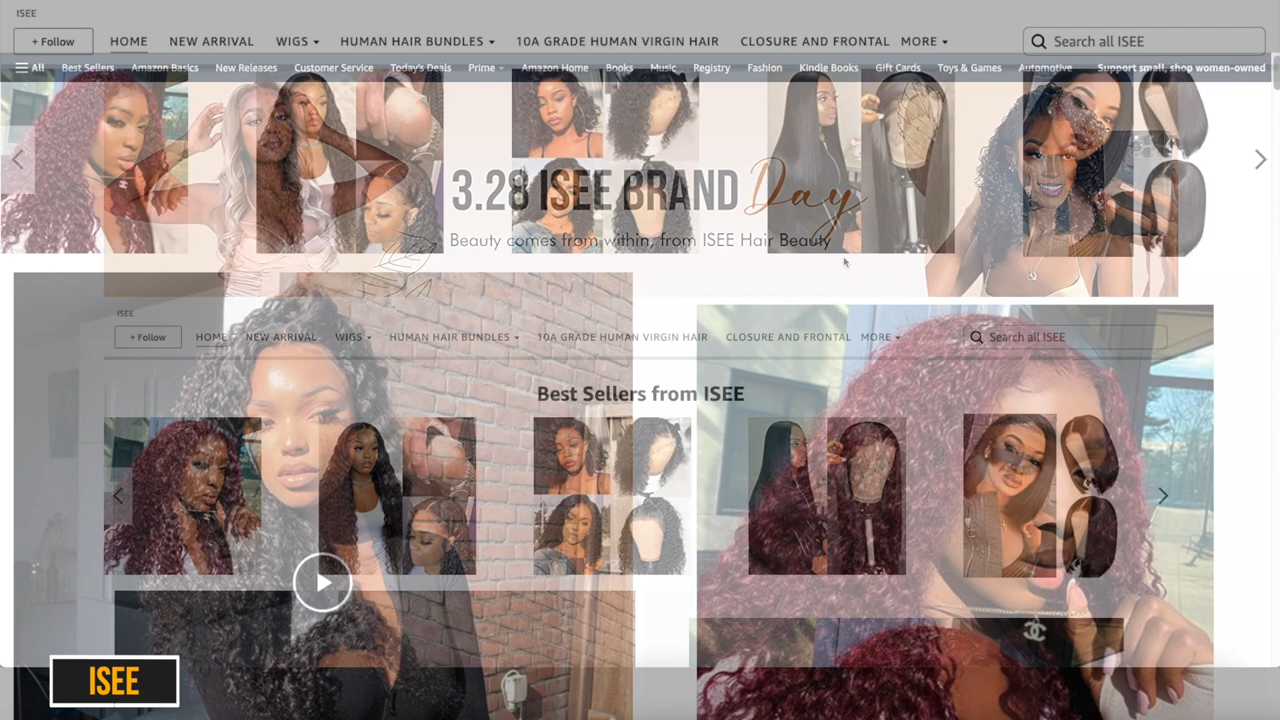 ISEE
+ Follow HOME NEW ARRIVAL WIGS HUMAN HAIR BUNDLES 10A GRADE HUMAN VIRGIN HAIR CLOSURE AND FRONTAL MORE Search all ISEE
All Best Sellers Amazon Basics New Releases Customer Service Today's Deals Prime Amazon Home Books Music Registry Fashion Kindle Books Gift Cards Toys & Games Automotive Support small, shop women-owned
3.28 ISEE BRAND Day
Beauty comes from within, from ISEE Hair Beauty
ISEE
+ Follow HOME NEW ARRIVAL WIGS HUMAN HAIR BUNDLES 10A GRADE HUMAN VIRGIN HAIR CLOSURE AND FRONTAL MORE Search all ISEE
Best Sellers from ISEE
ISEE